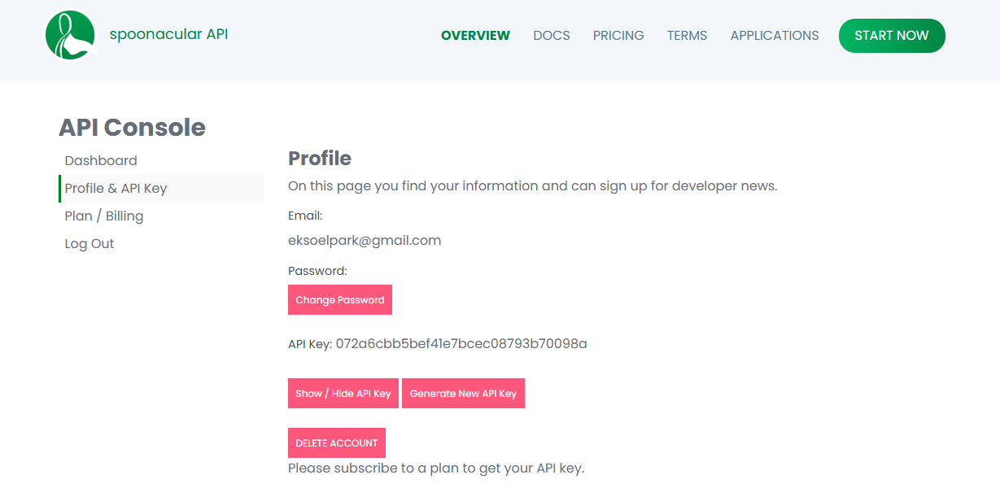 spoonacular API
OVERVIEW DOCS PRICING TERMS APPLICATIONS START NOW
API Console
Dashboard
Profile & API Key
Plan / Billing
Log Out
Profile
On this page you find your information and can sign up for developer news.
Email:
eksoelpark@gmail.com
Password:
Change Password
API Key: 072a6cbb5bef41e7bcec08793b70098a
Show / Hide API Key Generate New API Key
DELETE ACCOUNT
Please subscribe to a plan to get your API key.